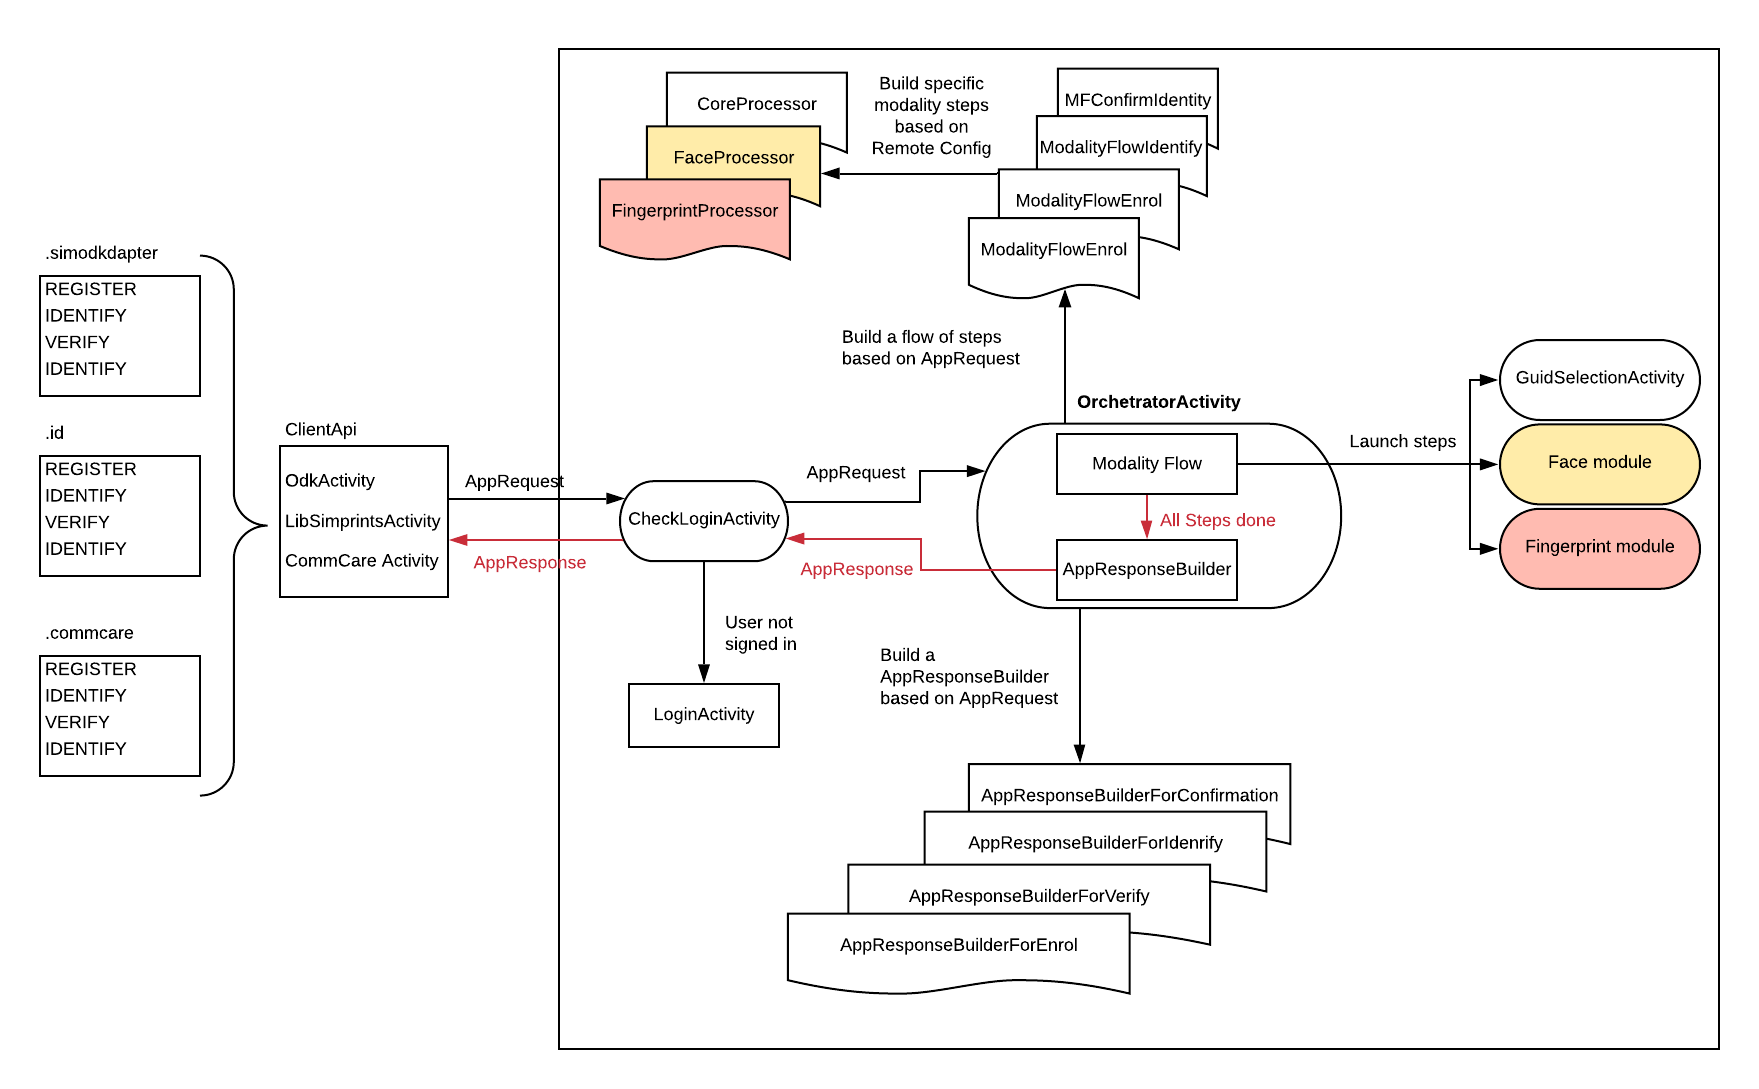 .simodkdapter
REGISTER
IDENTIFY
VERIFY
IDENTIFY
.id
REGISTER
IDENTIFY
VERIFY
IDENTIFY
.commcare
REGISTER
IDENTIFY
VERIFY
IDENTIFY
ClientApi
OdkActivity
LibSimprintsActivity
CommCare Activity
AppRequest
AppResponse
CheckLoginActivity
User not
signed in
LoginActivity
AppRequest
AppResponse
CoreProcessor
FaceProcessor
FingerprintProcessor
Build specific
modality steps
based on
Remote Config
MFConfirmIdentity
ModalityFlowIdentify
ModalityFlowEnrol
ModalityFlowEnrol
Build a flow of steps
based on AppRequest
OrchetratorActivity
Modality Flow
All Steps done
AppResponseBuilder
Launch steps
GuidSelectionActivity
Face module
Fingerprint module
Build a
AppResponseBuilder
based on AppRequest
AppResponseBuilderForConfirmation
AppResponseBuilderForIdenrify
AppResponseBuilderForVerify
AppResponseBuilderForEnrol